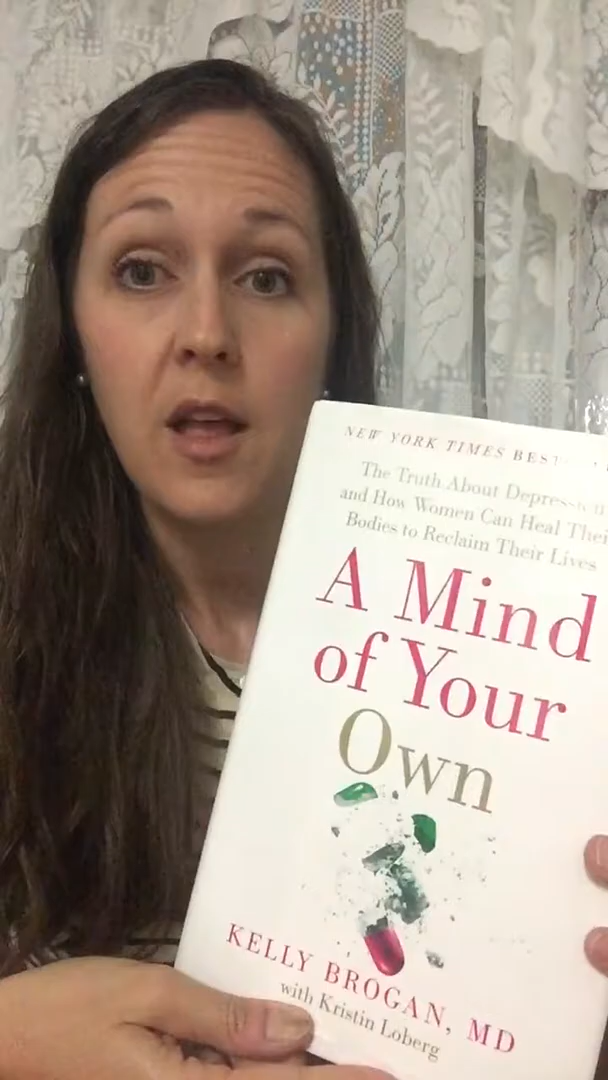 NEW YORK TIMES
The Truth About
and How Women Can Heal
Bodies to Reclaim Their Lives
A Mind
of Your
Own
KELLY BROGAN, MD
with Kristin Loberg